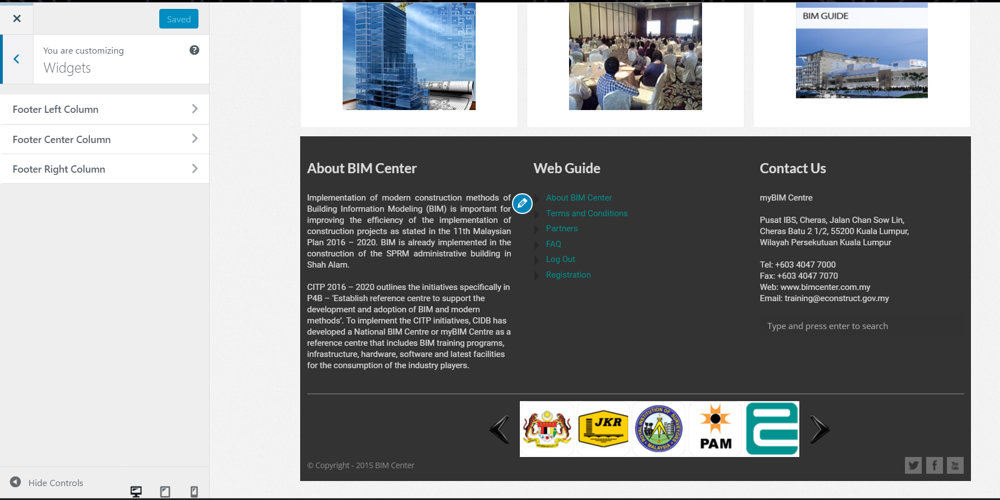 Saved
You are customizing
Widgets
Footer Left Column
Footer Center Column
Footer Right Column
Hide Controls
BIM GUIDE
About BIM Center
Implementation of modern construction methods of
Building Information Modeling (BIM) is important for
improving the efficiency of the implementation of
construction projects as stated in the 11th Malaysian
Plan 2016 – 2020. BIM is already implemented in the
construction of the SPRM administrative building in
Shah Alam.
CITP 2016 – 2020 outlines the initiatives specifically in
P4B – ‘Establish reference centre to support the
development and adoption of BIM and modern
methods’. To implement the CITP initiatives, CIDB has
developed a National BIM Centre or myBIM Centre as a
reference centre that includes BIM training programs,
infrastructure, hardware, software and latest facilities
for the consumption of the industry players.
Web Guide
About BIM Center
Terms and Conditions
Partners
FAQ
Log Out
Registration
Contact Us
myBIM Centre
Pusat IBS, Cheras, Jalan Chan Sow Lin,
Cheras Batu 2 1/2, 55200 Kuala Lumpur,
Wilayah Persekutuan Kuala Lumpur
Tel: +603 4047 7000
Fax: +603 4047 7070
Web: www.bimcenter.com.my
Email: training@econstruct.gov.my
Type and press enter to search
JKR
ROYAL INSTITUTION OF SURVEYORS
MALAYSIA
PAM
© Copyright - 2015 BIM Center